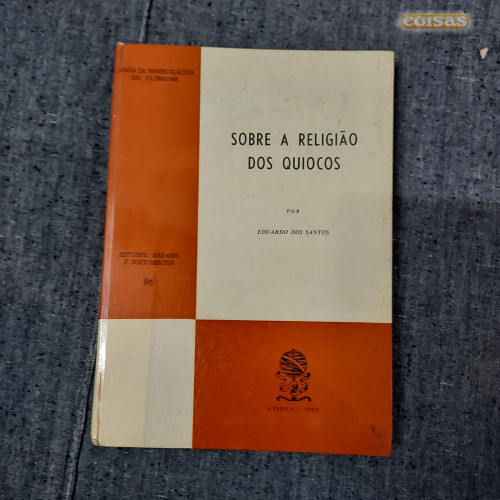 coisas
JUNTA DE INVESTIGAÇÕES
DO ULTRAMAR
SOBRE A RELIGIÃO
DOS QUIOCOS
POR
EDUARDO DOS SANTOS
ESTUDOS, ENSAIOS
E DOCUMENTOS
96
LISBOA — 1962